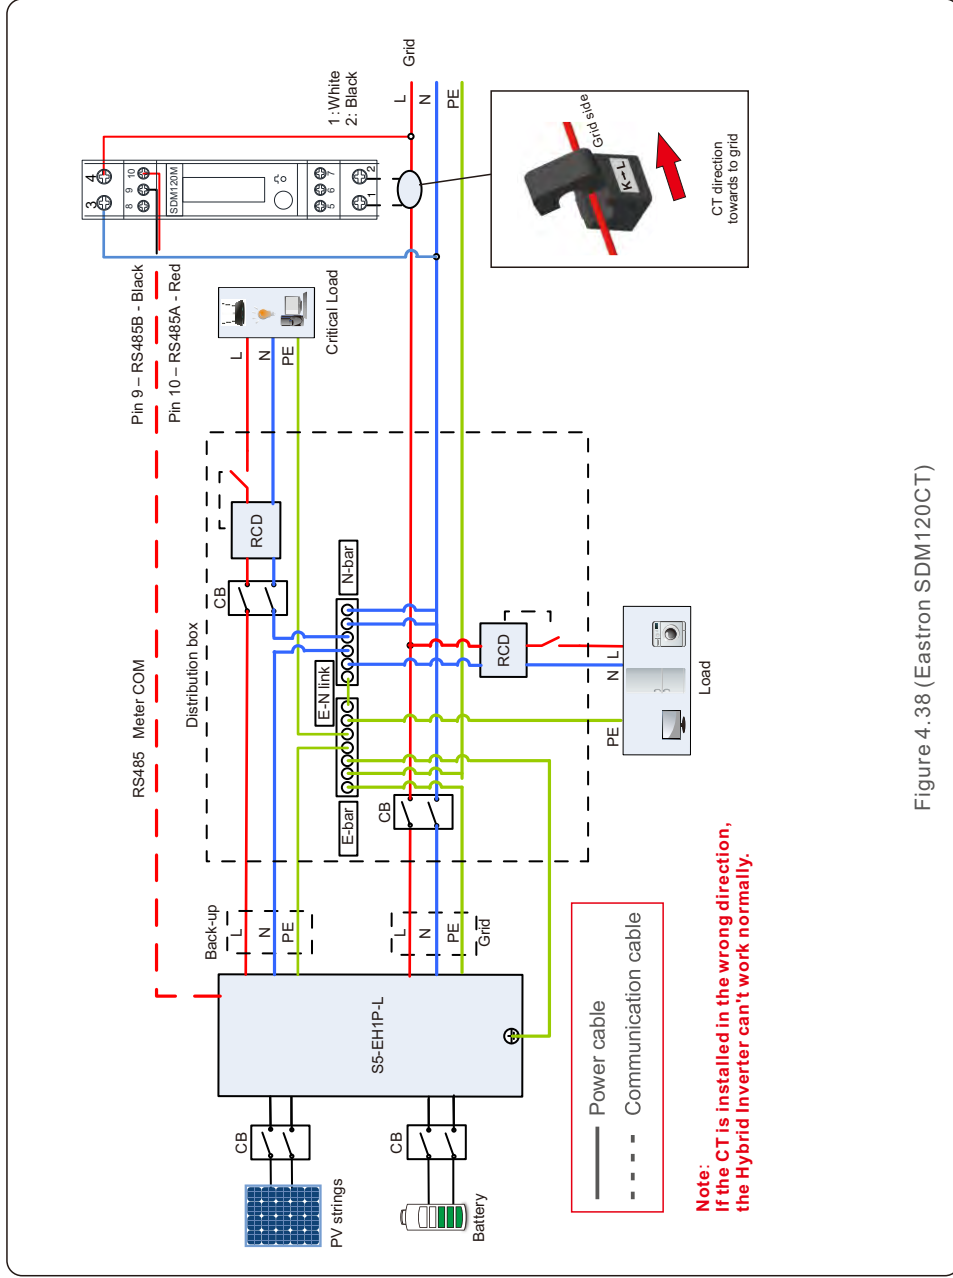 Grid
L
N
PE
1 :White
2: Black
4
3
10
9
8
SDM120M
7
6
5
2
1
Grid side
K←L
CT direction
towards to grid
Pin 9 – RS485B - Black
Pin 10 – RS485A - Red
L
N
PE
Critical Load
RS485 Meter COM
Distribution box
RCD
CB
N-bar
E-N link
E-bar
CB
RCD
N
L
PE
Load
Back-up
L
N
PE
L
N
PE
Grid
S5-EH1P-L
CB
PV strings
CB
Battery
Power cable
Communication cable
Note:
If the CT is installed in the wrong direction,
the Hybrid Inverter can't work normally.
Figure 4.38 (Eastron SDM120CT)